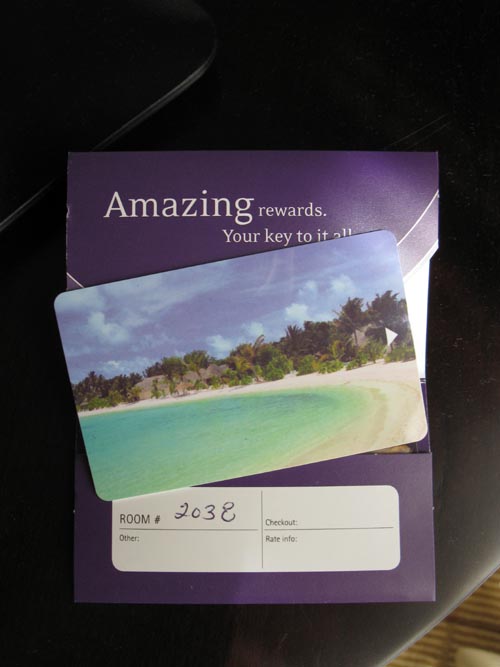 Amazing rewards.
Your key to it all
ROOM # 2038
Checkout:
Other:
Rate info: